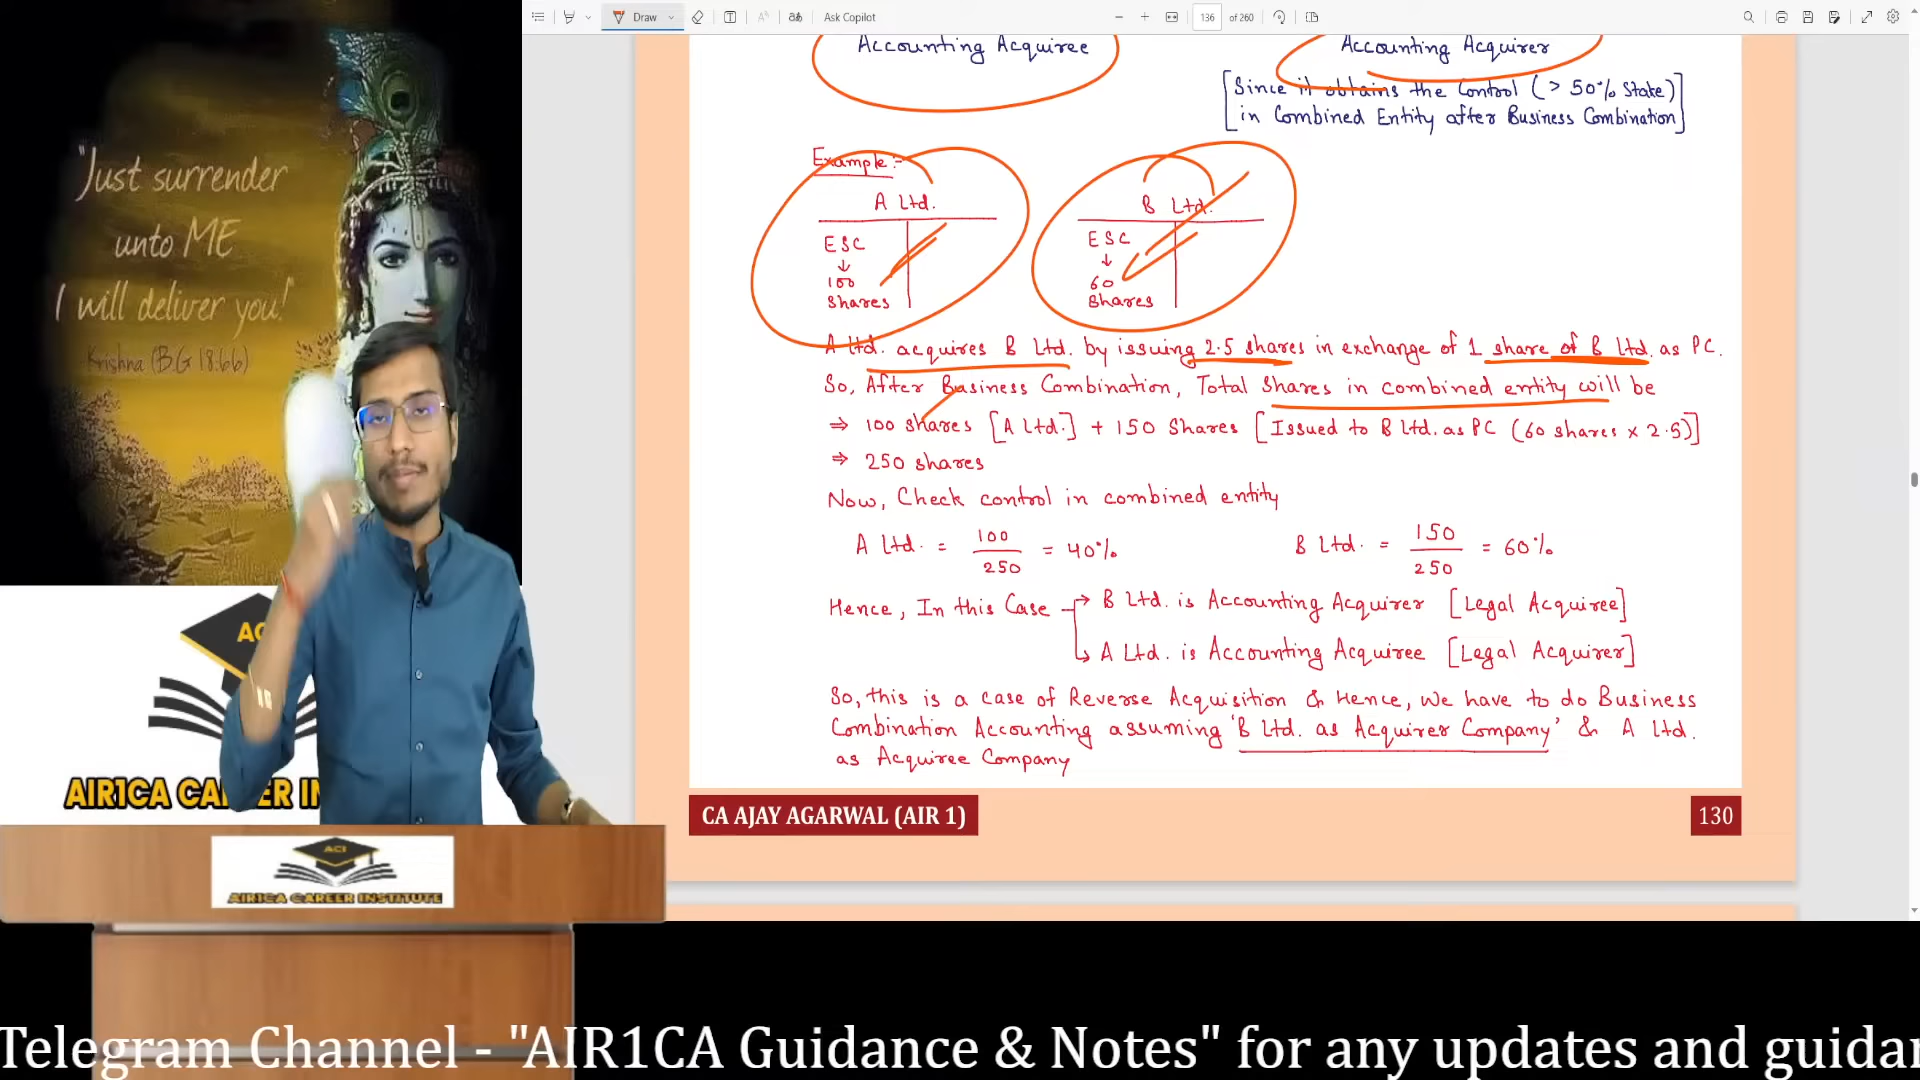 Draw
Ask Copilot
136
of 260
"Just surrender
unto ME
I will deliver you!"
Krishna (B.G 18:66)
Accounting Acquiree
Accounting Acquirer
[Since it obtains the Control (> 50% Stake)
in Combined Entity after Business Combination]
Example :-
A Ltd.
B Ltd.
ESC
↓
100
Shares
ESC
↓
60
Shares
A Ltd. acquires B Ltd. by issuing 2.5 shares in exchange of 1 share of B Ltd. as PC.
So, After Business Combination, Total Shares in combined entity will be
⇒ 100 shares [A Ltd.] + 150 Shares [Issued to B Ltd. as PC (60 shares x 2.5)]
⇒ 250 shares
Now, Check control in combined entity
A Ltd. = 100/250 = 40%
B Ltd. = 150/250 = 60%
Hence, In this Case → B Ltd. is Accounting Acquirer [Legal Acquiree]
↳ A Ltd. is Accounting Acquiree [Legal Acquirer]
So, this is a case of Reverse Acquisition & Hence, We have to do Business
Combination Accounting assuming 'B Ltd. as Acquirer Company' & A Ltd.
as Acquiree Company
CA AJAY AGARWAL (AIR 1)
130
ACI
AIR1CA CAREER INSTITUTE
Telegram Channel - "AIR1CA Guidance & Notes" for any updates and guida